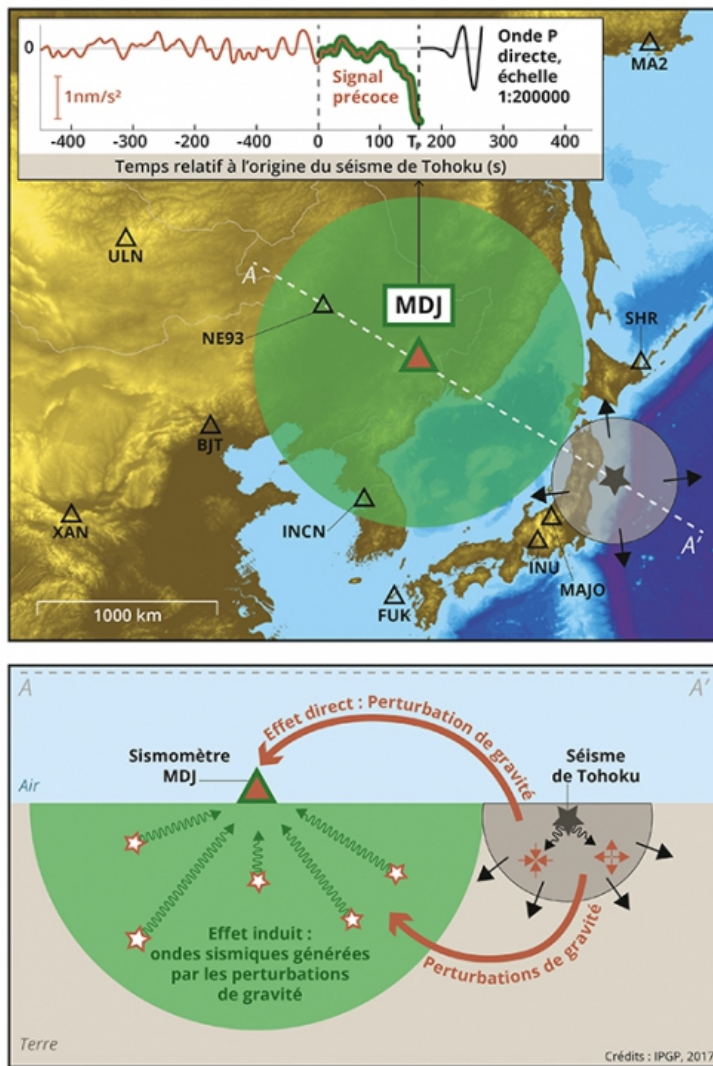 0
1nm/s²
Signal
précoce
Onde P
directe,
échelle
1:200000
-400 -300 -200 -100 0 100 Tₚ 200 300 400
Temps relatif à l'origine du séisme de Tohoku (s)
MA2
ULN
A
MDJ
NE93
SHR
BJT
INCN
XAN
A'
INU
MAJO
FUK
1000 km
A
A'
Effet direct : Perturbation de gravité
Sismomètre
MDJ
Séisme
de Tohoku
Air
Effet induit :
ondes sismiques générées
par les perturbations
de gravité
Perturbations de gravité
Terre
Crédits : IPGP, 2017